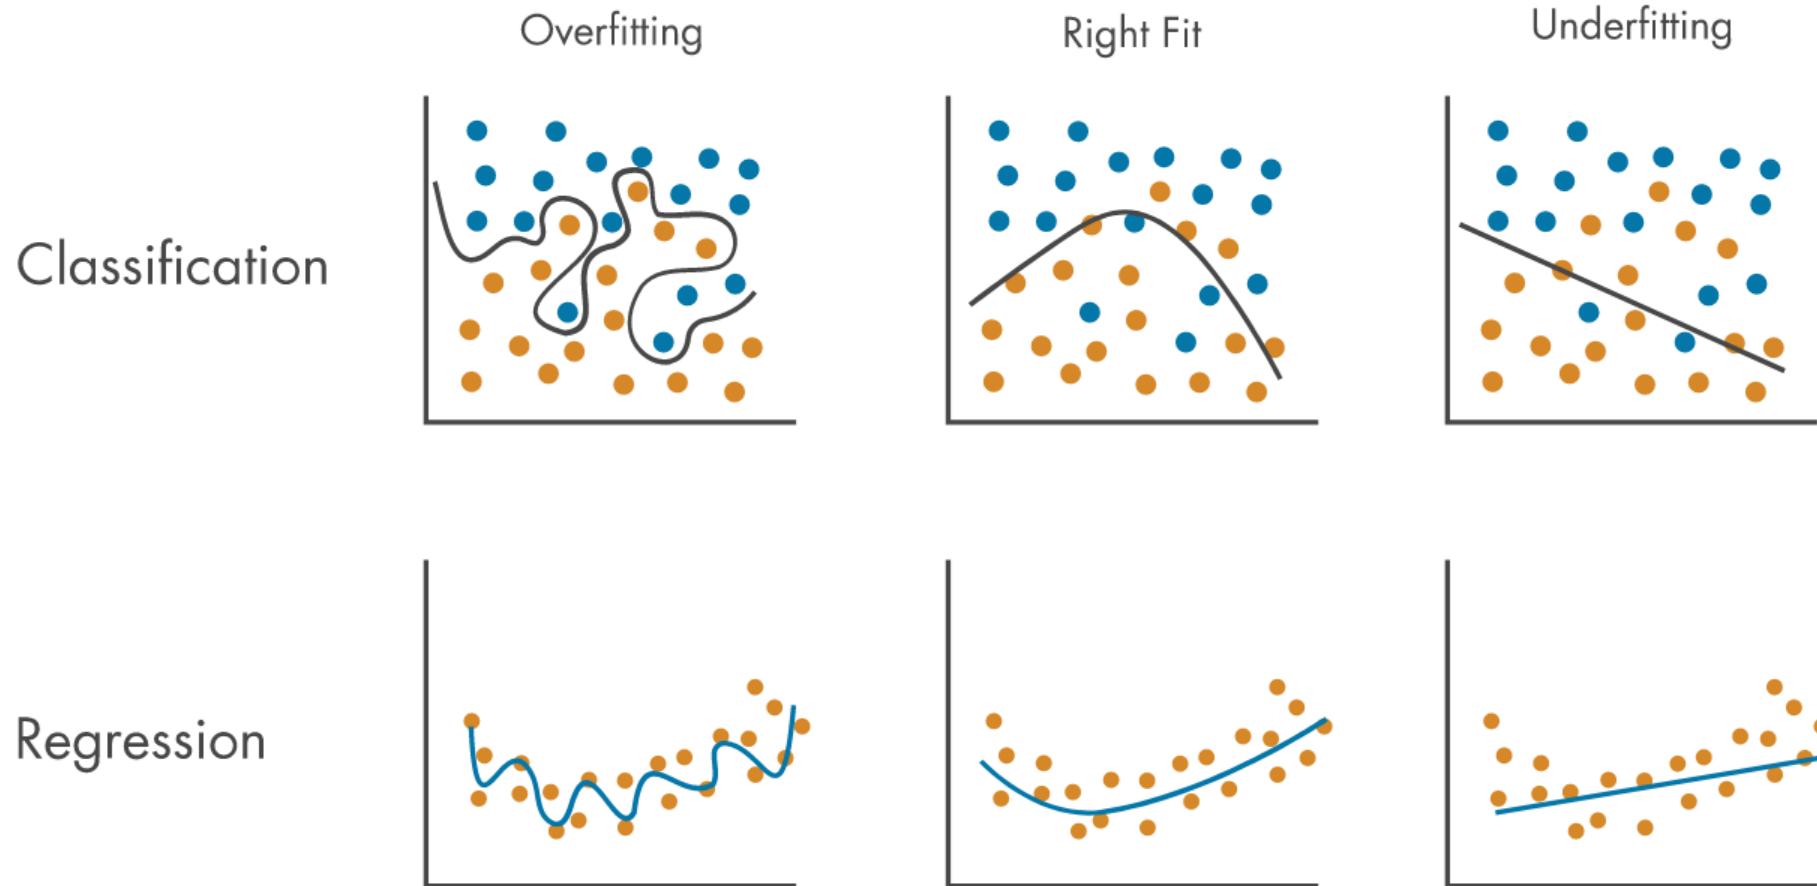 Overfitting
Right Fit
Underfitting
Classification
Regression